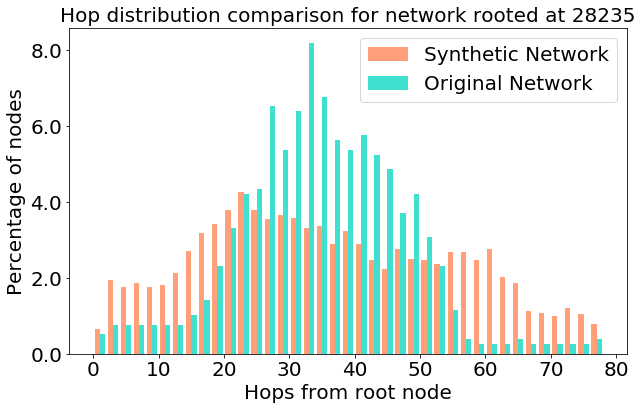 Hop distribution comparison for network rooted at 28235
Synthetic Network
Original Network
Percentage of nodes
8.0
6.0
4.0
2.0
0.0
0 10 20 30 40 50 60 70 80
Hops from root node